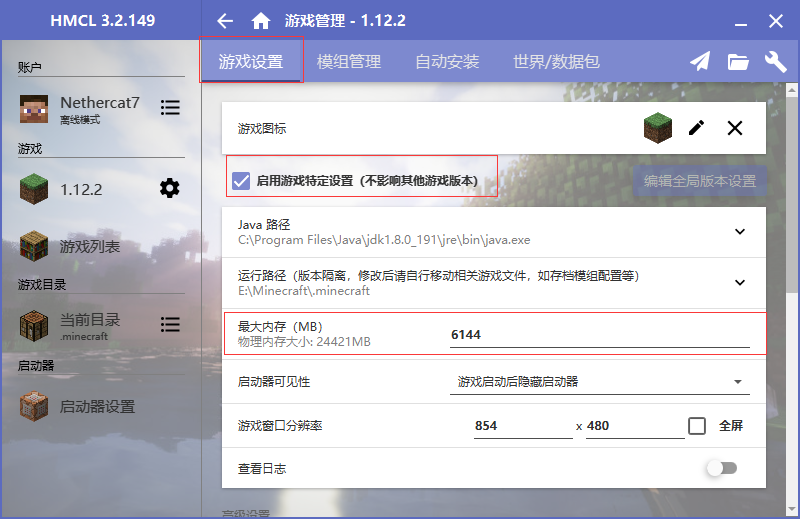 HMCL 3.2.149
游戏管理 - 1.12.2
账户
Nethercat7
离线模式
游戏
1.12.2
游戏列表
游戏目录
当前目录
.minecraft
启动器
启动器设置
游戏设置
模组管理
自动安装
世界/数据包
游戏图标
启用游戏特定设置（不影响其他游戏版本）
编辑全局版本设置
Java 路径
C:\Program Files\Java\jdk1.8.0_191\jre\bin\java.exe
运行路径（版本隔离，修改后请自行移动相关游戏文件，如存档模组配置等）
E:\Minecraft\.minecraft
最大内存（MB）
物理内存大小: 24421MB
6144
启动器可见性
游戏启动后隐藏启动器
游戏窗口分辨率
854 x 480
全屏
查看日志
高级设置